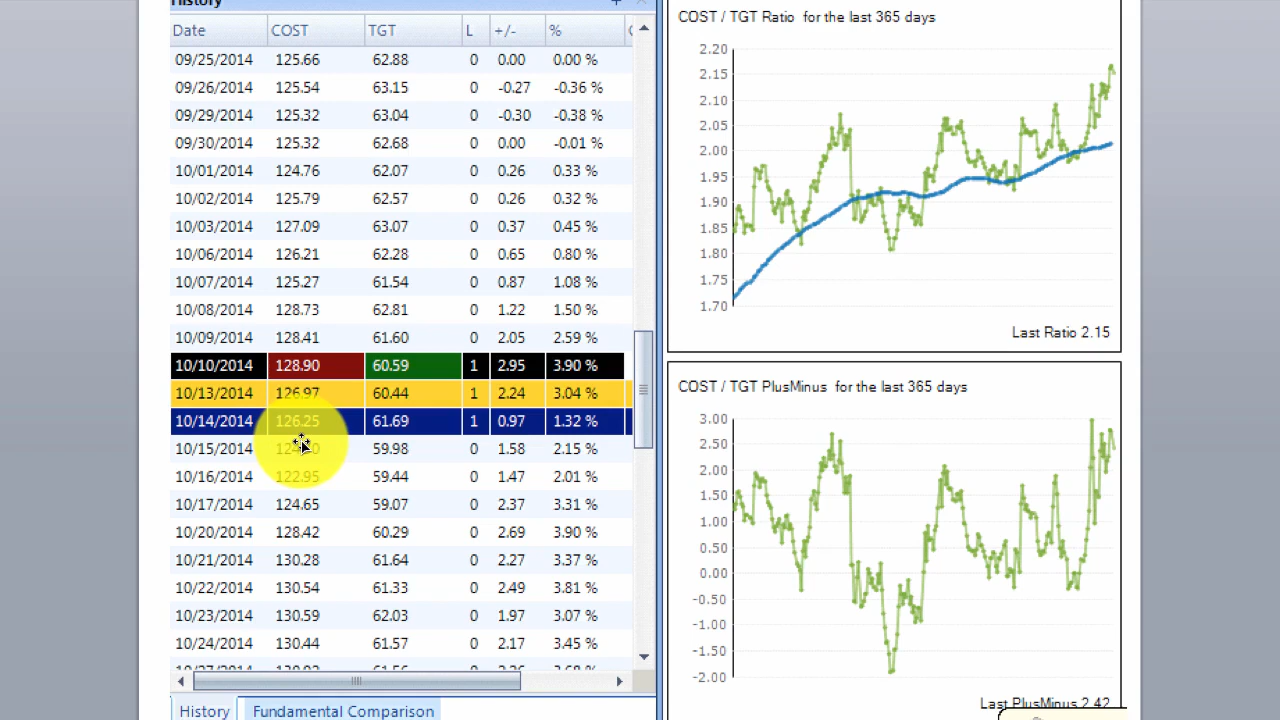 History
Date COST TGT L +/- %
09/25/2014 125.66 62.88 0 0.00 0.00 %
09/26/2014 125.54 63.15 0 -0.27 -0.36 %
09/29/2014 125.32 63.04 0 -0.30 -0.38 %
09/30/2014 125.32 62.68 0 0.00 -0.01 %
10/01/2014 124.76 62.07 0 0.26 0.33 %
10/02/2014 125.79 62.57 0 0.26 0.32 %
10/03/2014 127.09 63.07 0 0.37 0.45 %
10/06/2014 126.21 62.28 0 0.65 0.80 %
10/07/2014 125.27 61.54 0 0.87 1.08 %
10/08/2014 128.73 62.81 0 1.22 1.50 %
10/09/2014 128.41 61.60 0 2.05 2.59 %
10/10/2014 128.90 60.59 1 2.95 3.90 %
10/13/2014 126.97 60.44 1 2.24 3.04 %
10/14/2014 126.25 61.69 1 0.97 1.32 %
10/15/2014 59.98 0 1.58 2.15 %
10/16/2014 122.95 59.44 0 1.47 2.01 %
10/17/2014 124.65 59.07 0 2.37 3.31 %
10/20/2014 128.42 60.29 0 2.69 3.90 %
10/21/2014 130.28 61.64 0 2.27 3.37 %
10/22/2014 130.54 61.33 0 2.49 3.81 %
10/23/2014 130.59 62.03 0 1.97 3.07 %
10/24/2014 130.44 61.57 0 2.17 3.45 %
History Fundamental Comparison
COST / TGT Ratio for the last 365 days
2.20
2.15
2.10
2.05
2.00
1.95
1.90
1.85
1.80
1.75
1.70
Last Ratio 2.15
COST / TGT PlusMinus for the last 365 days
3.00
2.50
2.00
1.50
1.00
0.50
0.00
-0.50
-1.00
-1.50
-2.00
Last PlusMinus 2.42